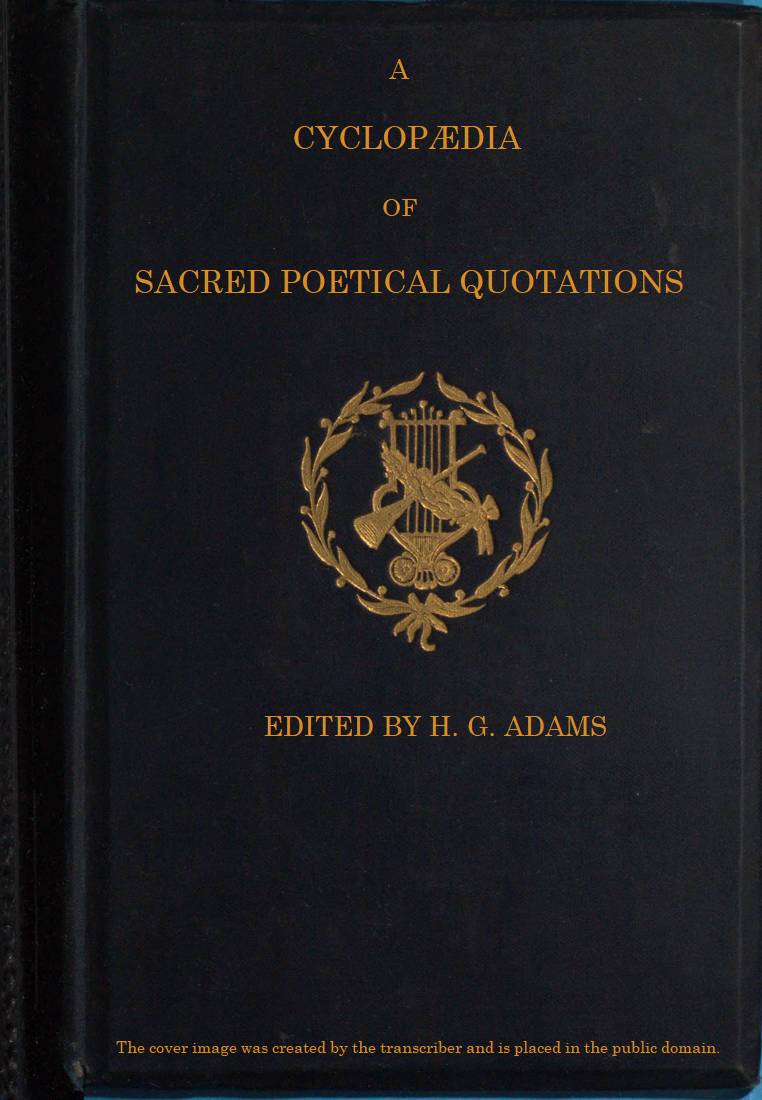 A
CYCLOPÆDIA
OF
SACRED POETICAL QUOTATIONS
EDITED BY H. G. ADAMS
The cover image was created by the transcriber and is placed in the public domain.